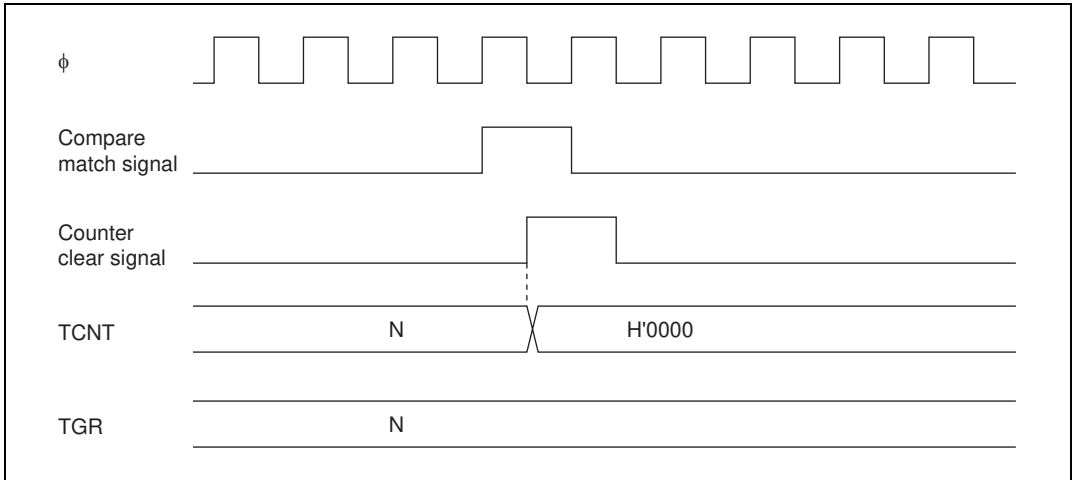 ϕ
Compare
match signal
Counter
clear signal
TCNT
N
H'0000
TGR
N